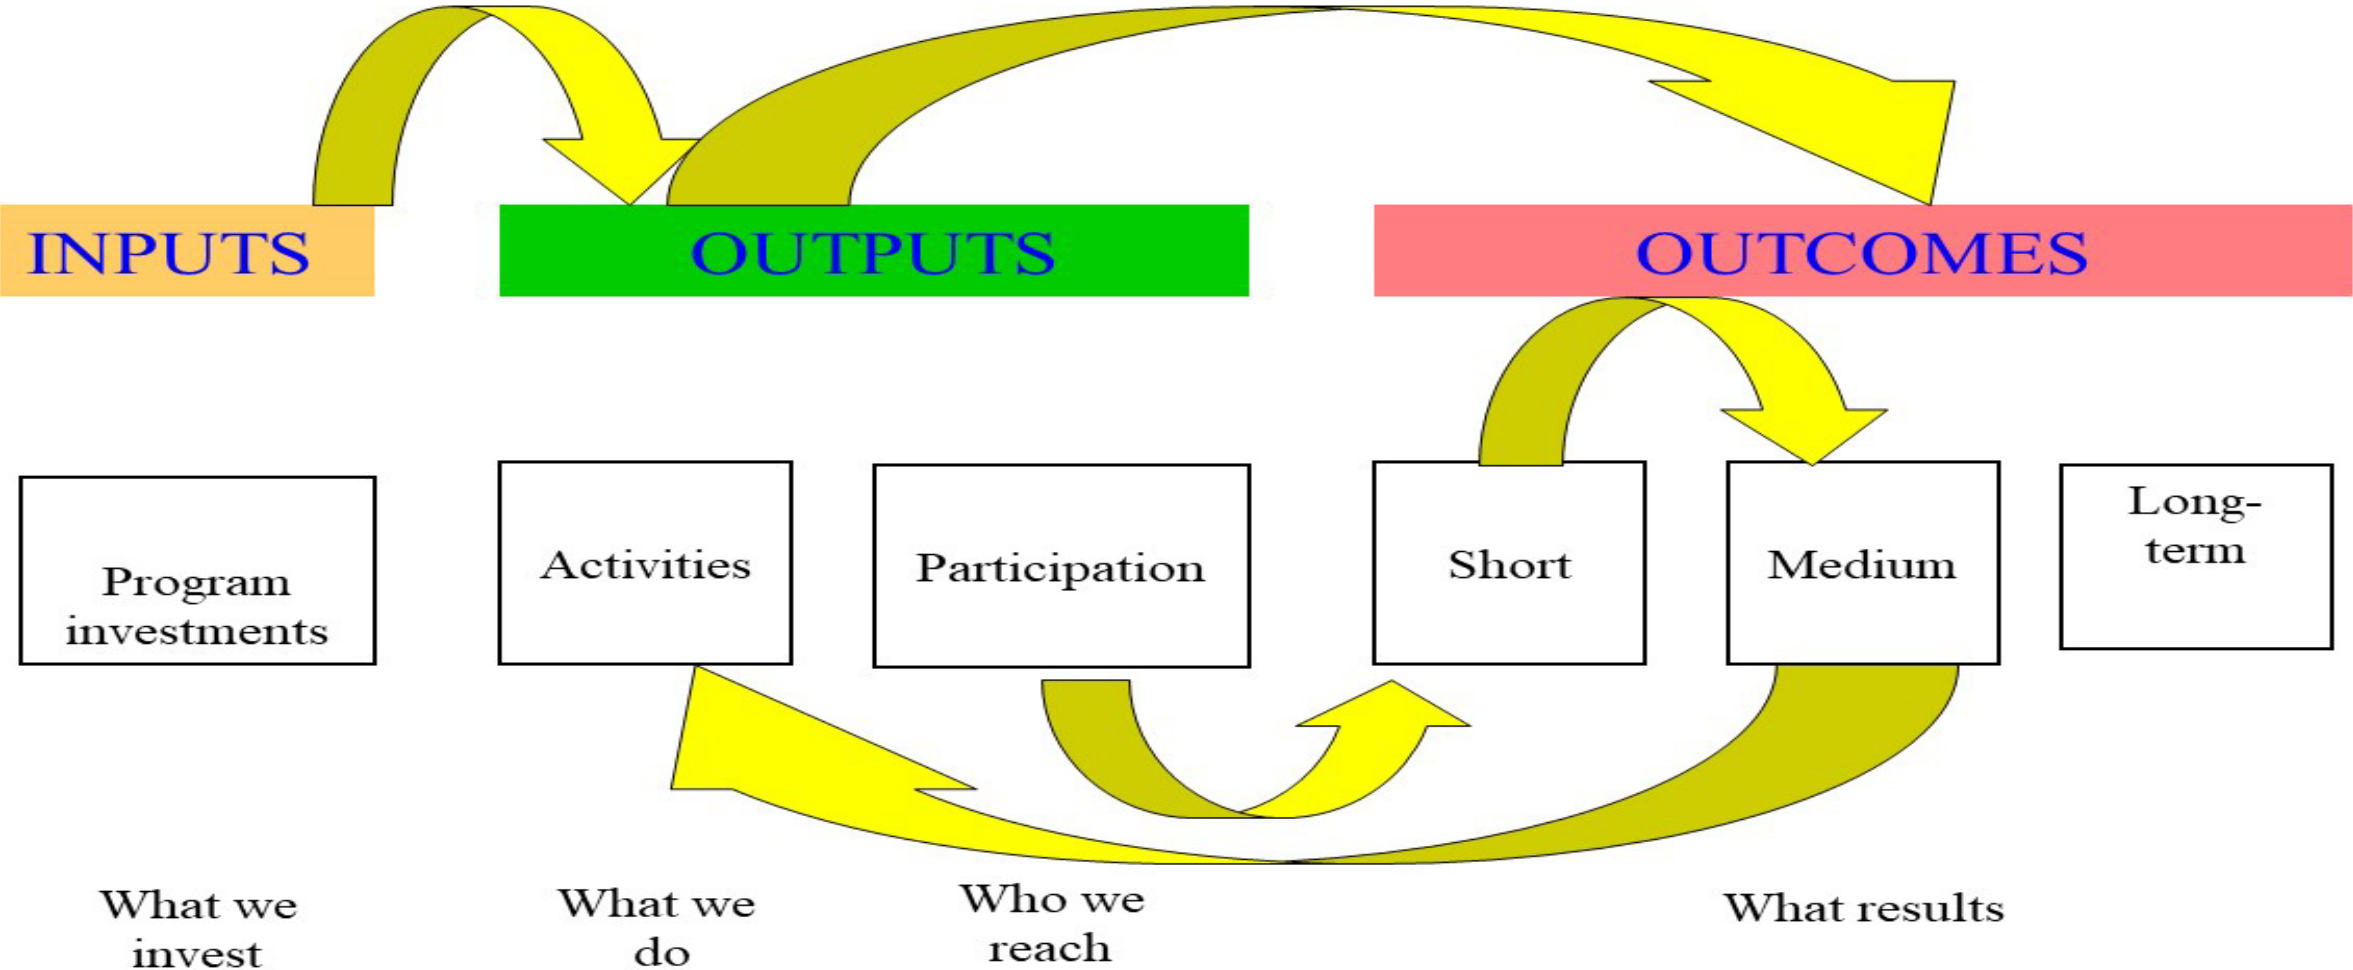 INPUTS
OUTPUTS
OUTCOMES
Program
investments
Activities
Participation
Short
Medium
Long-
term
What we
invest
What we
do
Who we
reach
What results